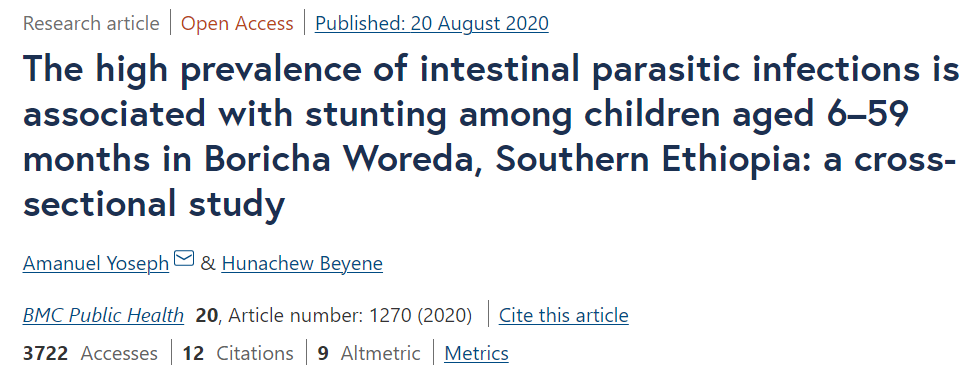 Research article | Open Access | Published: 20 August 2020
The high prevalence of intestinal parasitic infections is
associated with stunting among children aged 6–59
months in Boricha Woreda, Southern Ethiopia: a cross-
sectional study
Amanuel Yoseph & Hunachew Beyene
BMC Public Health 20, Article number: 1270 (2020) | Cite this article
3722 Accesses | 12 Citations | 9 Altmetric | Metrics